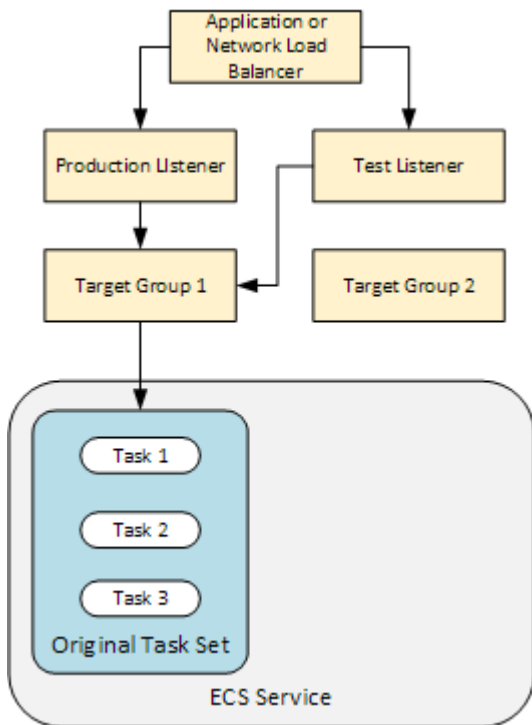 Application or
Network Load
Balancer
Production LIstener
Test Listener
Target Group 1
Target Group 2
Task 1
Task 2
Task 3
Original Task Set
ECS Service